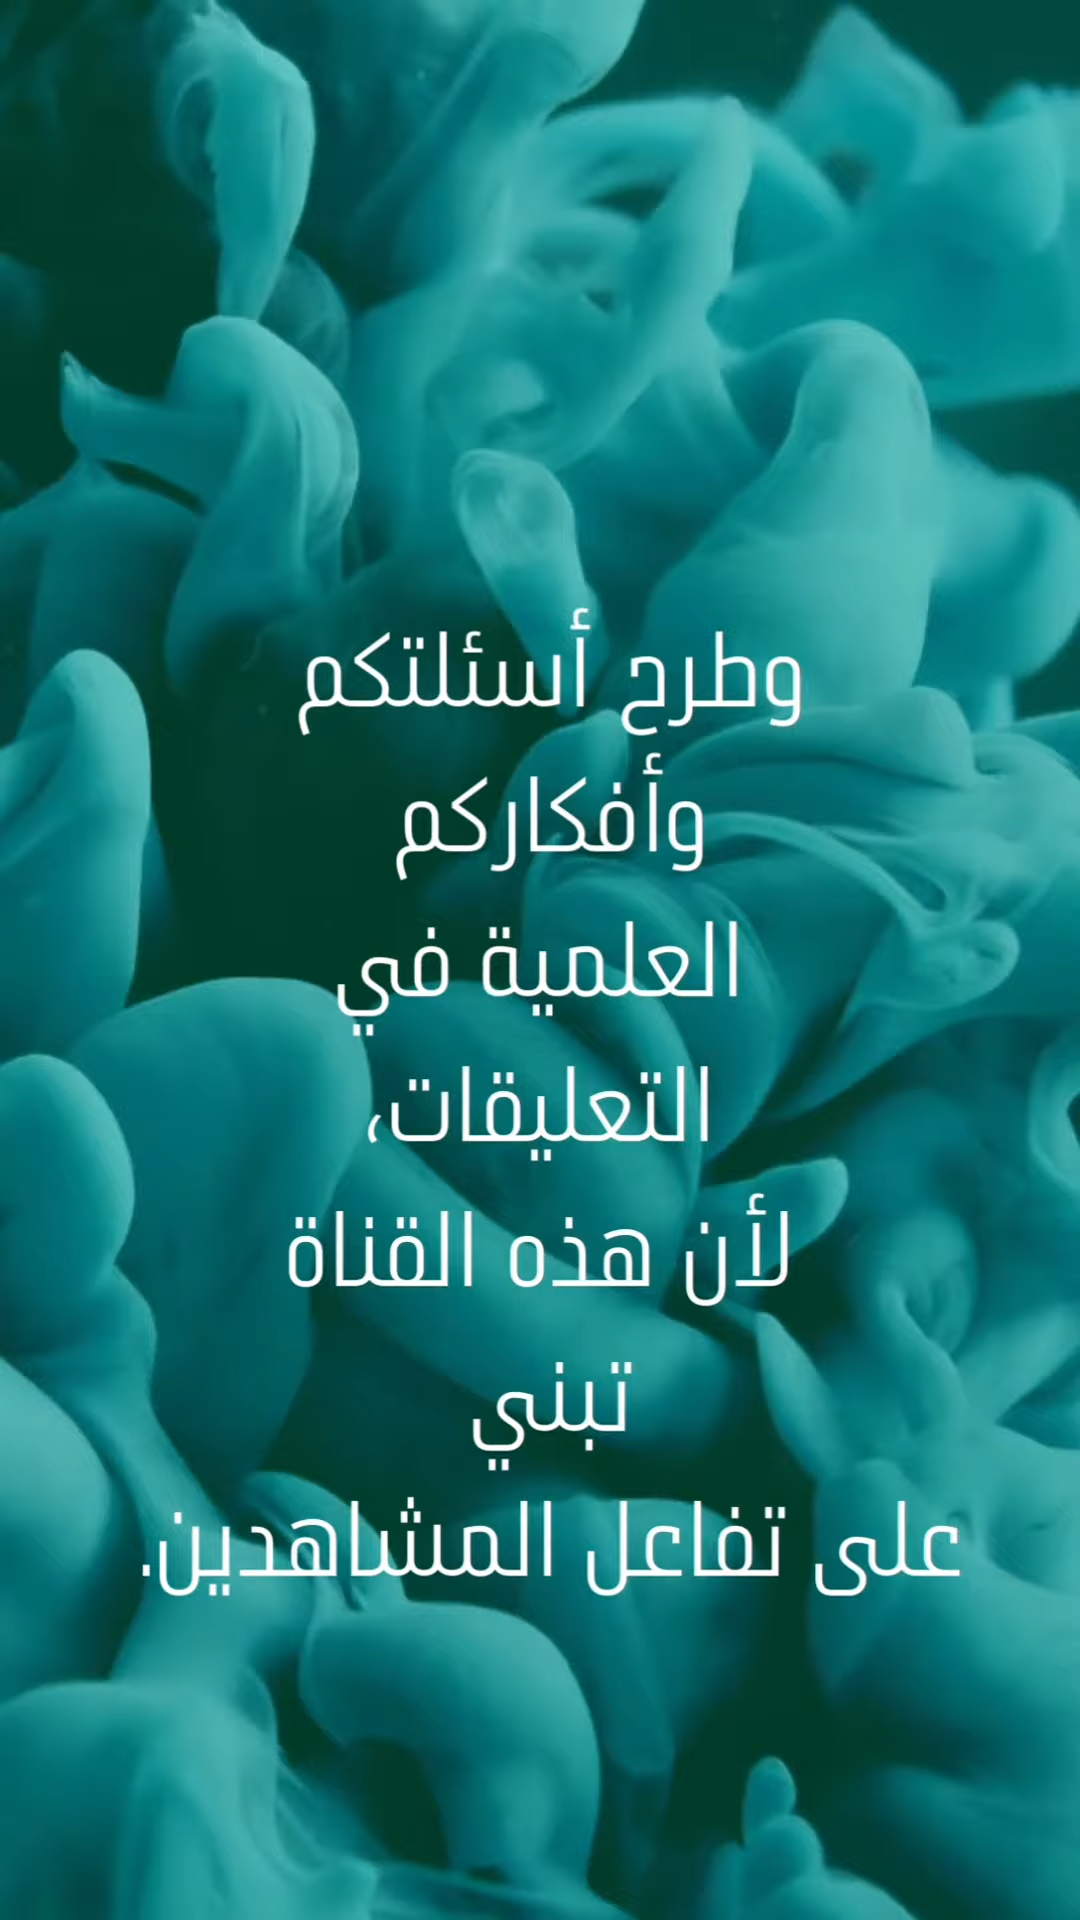 وطرح أسئلتكم
وأفكاركم
العلمية في
التعليقات،
لأن هذه القناة
تبني
على تفاعل المشاهدين.